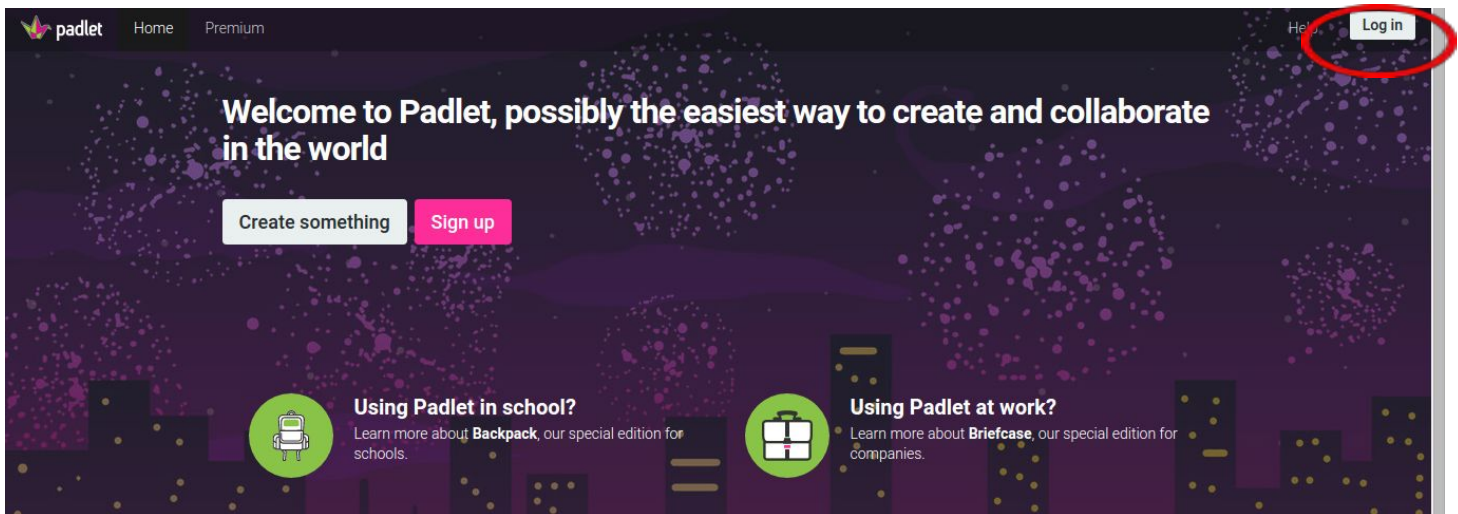 padlet Home Premium Help Log in
Welcome to Padlet, possibly the easiest way to create and collaborate
in the world
Create something Sign up
Using Padlet in school?
Learn more about Backpack, our special edition for
schools.
Using Padlet at work?
Learn more about Briefcase, our special edition for
companies.